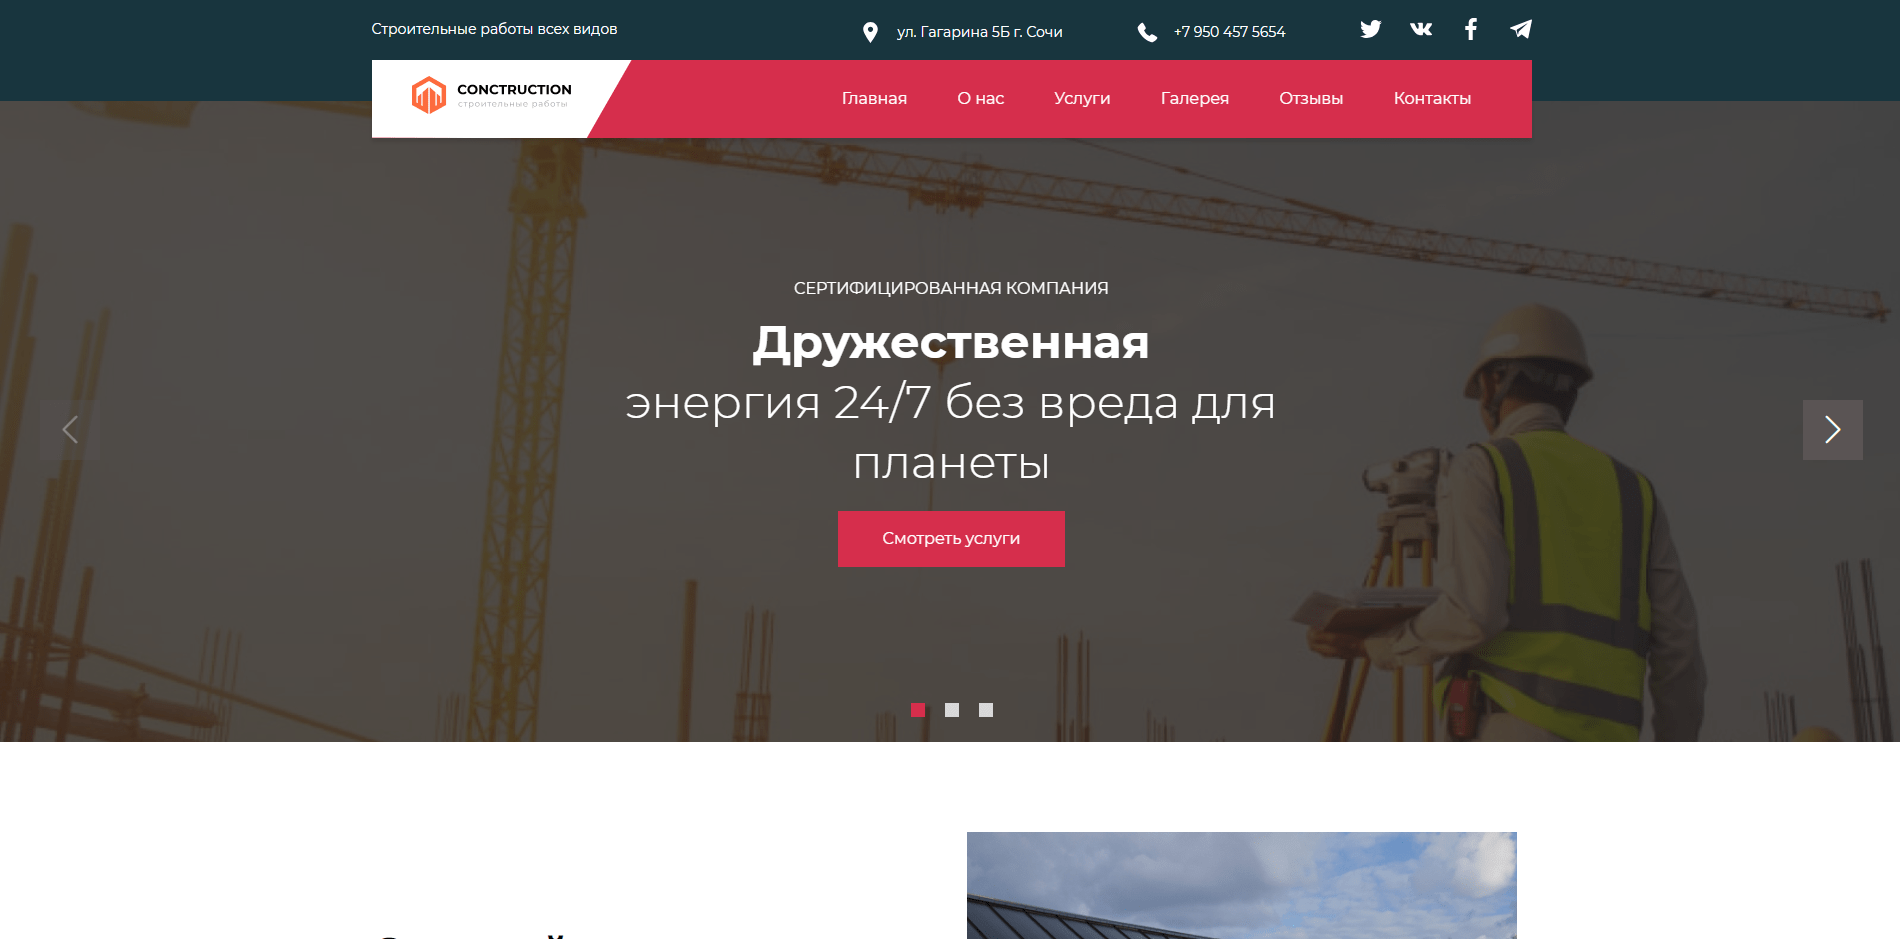 Строительные работы всех видов
ул. Гагарина 5Б г. Сочи
+7 950 457 5654
CONCTRUCTION
строительные работы
Главная
О нас
Услуги
Галерея
Отзывы
Контакты
СЕРТИФИЦИРОВАННАЯ КОМПАНИЯ
Дружественная
энергия 24/7 без вреда для
планеты
Смотреть услуги